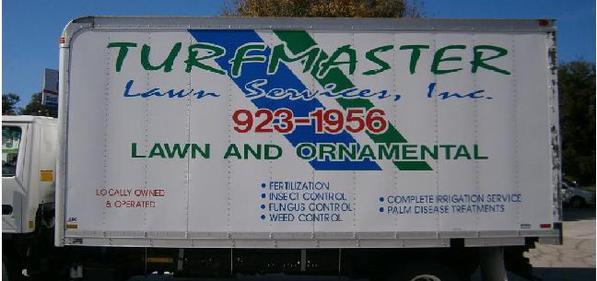 TURFMASTER
Lawn Services, Inc.
923-1956
LAWN AND ORNAMENTAL
LOCALLY OWNED
& OPERATED
• FERTILIZATION
• INSECT CONTROL
• FUNGUS CONTROL
• WEED CONTROL
• COMPLETE IRRIGATION SERVICE
• PALM DISEASE TREATMENTS